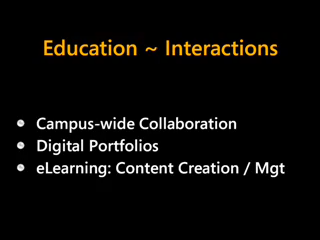 Education ~ Interactions
Campus-wide Collaboration
Digital Portfolios
eLearning: Content Creation / Mgt